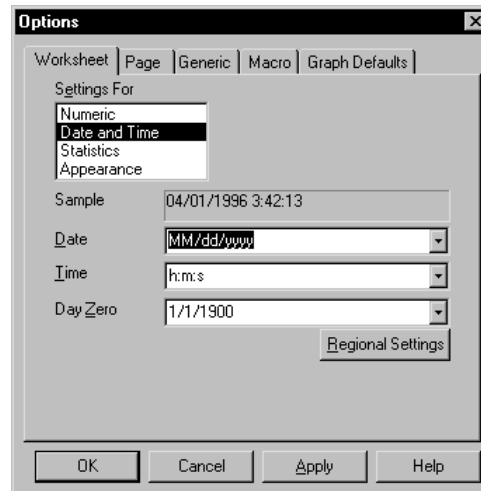 Options
Worksheet Page Generic Macro Graph Defaults
Settings For
Numeric
Date and Time
Statistics
Appearance
Sample 04/01/1996 3:42:13
Date MM/dd/yyyy
Time h:m:s
Day Zero 1/1/1900
Regional Settings
OK Cancel Apply Help